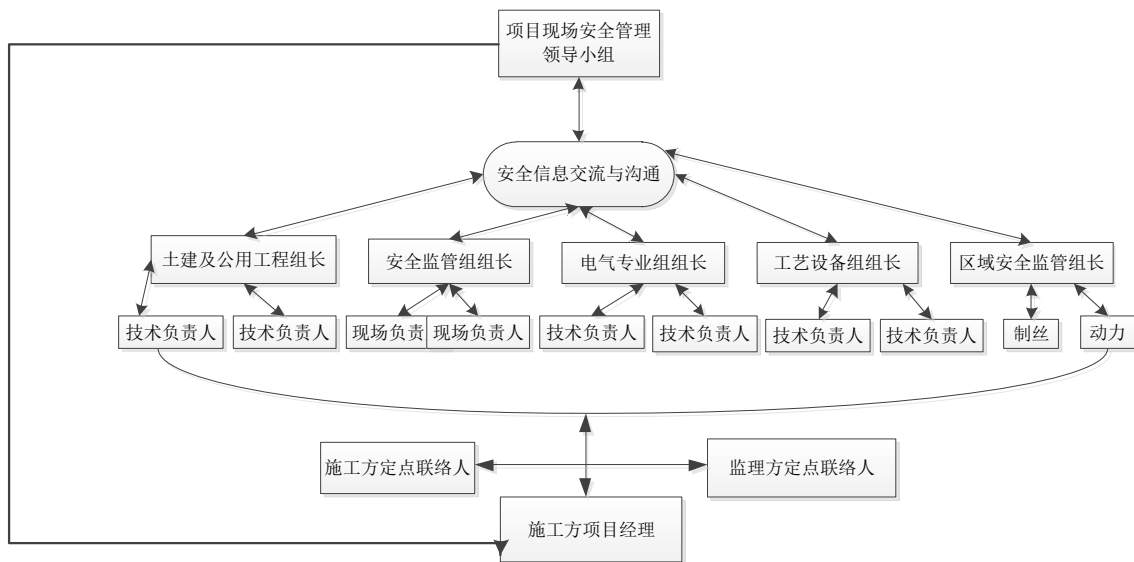 项目现场安全管理
领导小组
安全信息交流与沟通
土建及公用工程组长
安全监管组组长
电气专业组组长
工艺设备组组长
区域安全监管组长
技术负责人
技术负责人
现场负责
现场负责人
技术负责人
技术负责人
技术负责人
技术负责人
制丝
动力
施工方定点联络人
监理方定点联络人
施工方项目经理